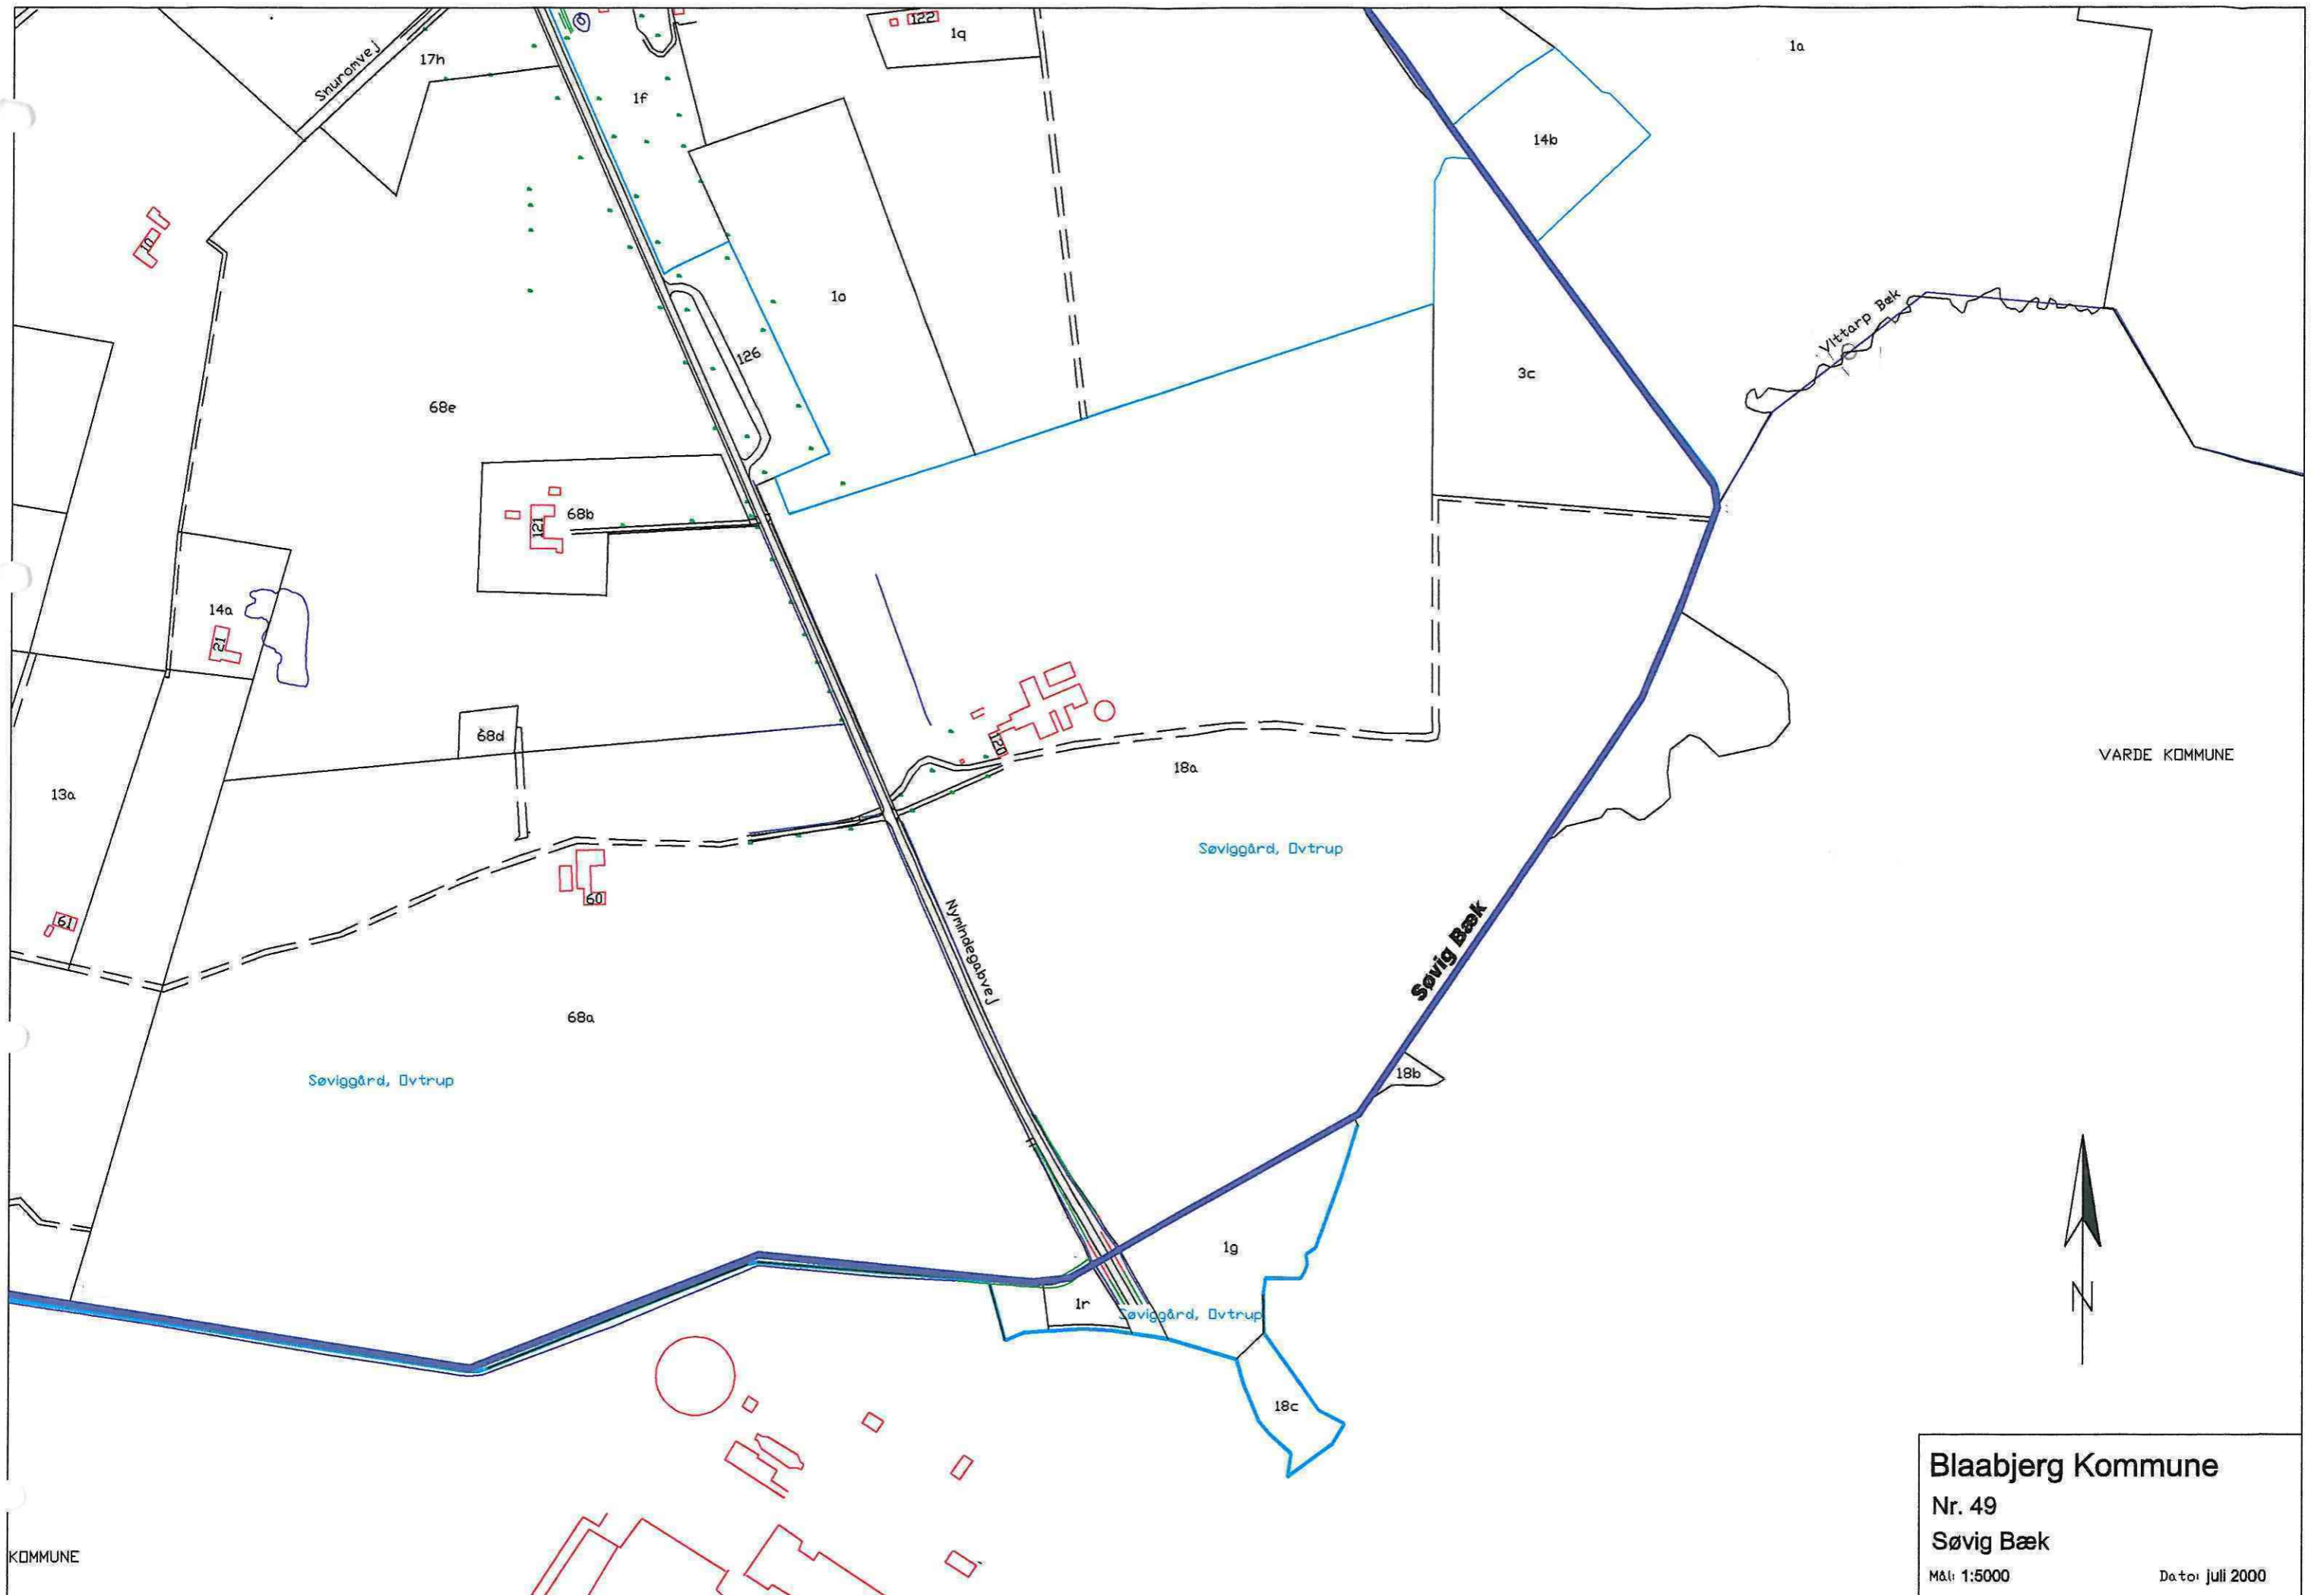 122
1q
1a
Snuromvej
17h
1f
14b
10
1o
Vittarp Bæk
126
3c
68e
68b
121
14a
21
68d
120
18a
VARDE KOMMUNE
13a
Søviggård, Ovtrup
60
61
Nymindegabvej
Søvig Bæk
68a
18b
Søviggård, Ovtrup
1g
1r
Søviggård, Ovtrup
N
18c
Blaabjerg Kommune
Nr. 49
Søvig Bæk
Mål: 1:5000
Dato: juli 2000
KOMMUNE